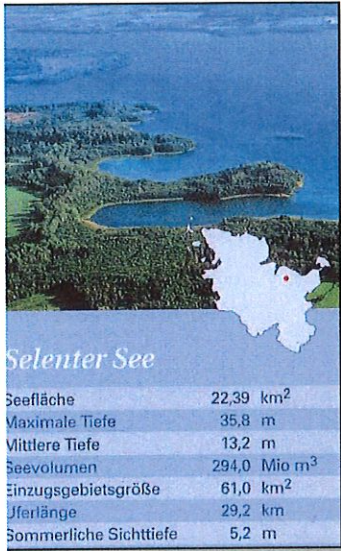 Selenter See
Seefläche 22,39 km²
Maximale Tiefe 35,8 m
Mittlere Tiefe 13,2 m
Seevolumen 294,0 Mio m³
Einzugsgebietsgröße 61,0 km²
Uferlänge 29,2 km
Sommerliche Sichttiefe 5,2 m